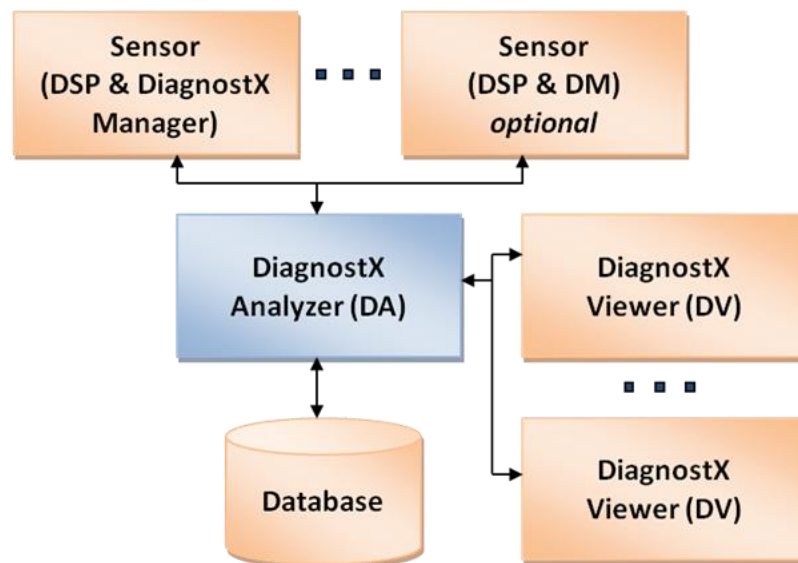 Sensor
(DSP & DiagnostX
Manager)
Sensor
(DSP & DM)
optional
DiagnostX
Analyzer (DA)
DiagnostX
Viewer (DV)
Database
DiagnostX
Viewer (DV)